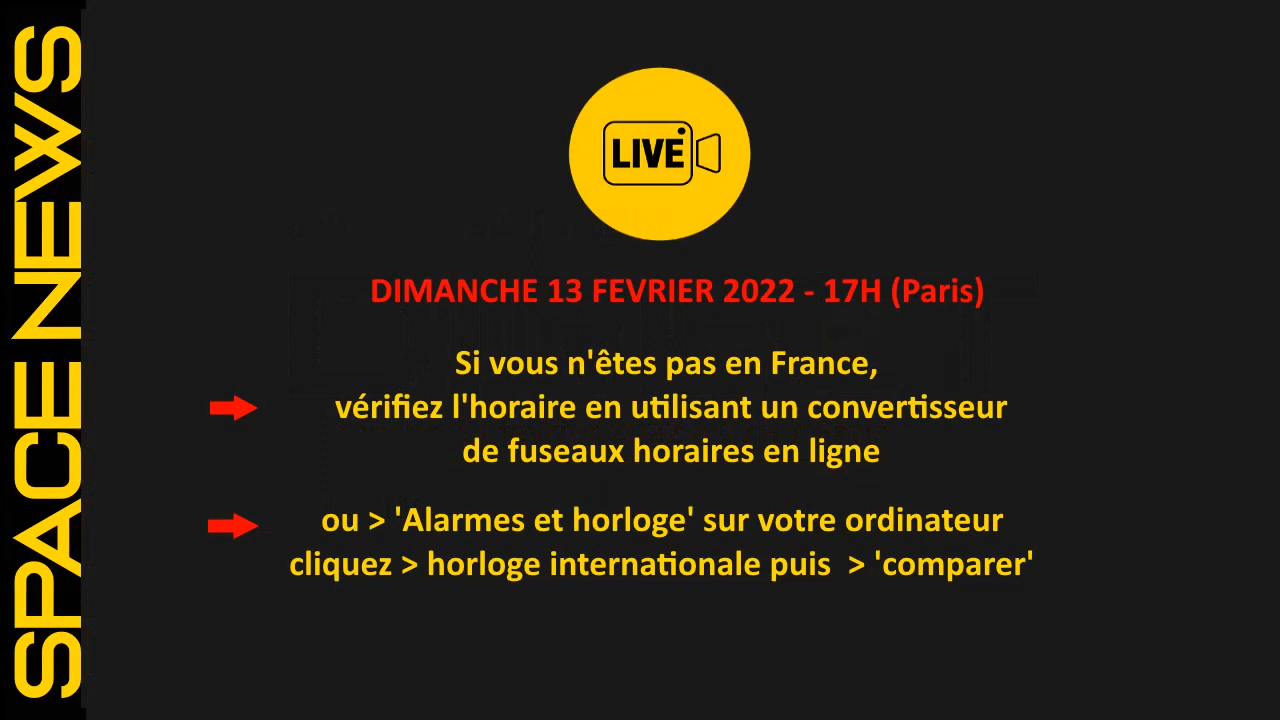 SPACE NEWS
LIVE
DIMANCHE 13 FEVRIER 2022 - 17H (Paris)
Si vous n'êtes pas en France,
vérifiez l'horaire en utilisant un convertisseur
de fuseaux horaires en ligne
ou > 'Alarmes et horloge' sur votre ordinateur
cliquez > horloge internationale puis > 'comparer'